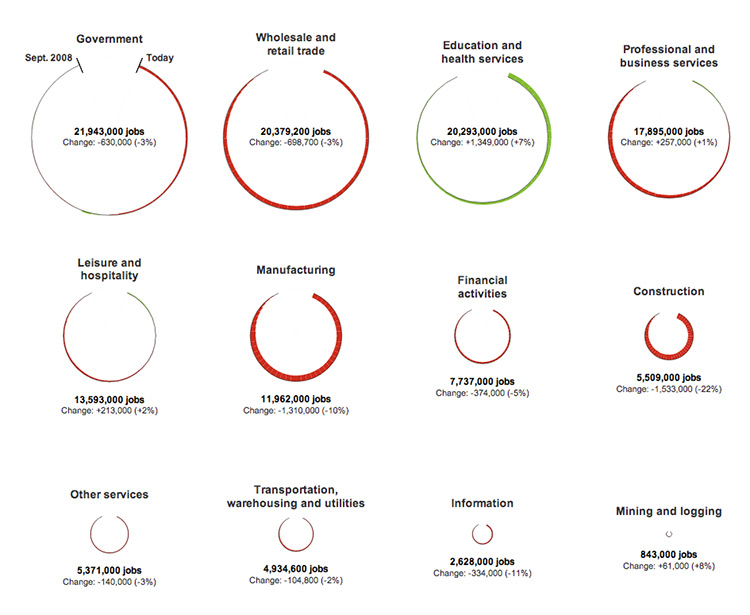 Government
Sept. 2008
Today
21,943,000 jobs
Change: -630,000 (-3%)
Wholesale and
retail trade
20,379,200 jobs
Change: -698,700 (-3%)
Education and
health services
20,293,000 jobs
Change: +1,349,000 (+7%)
Professional and
business services
17,895,000 jobs
Change: +257,000 (+1%)
Leisure and
hospitality
13,593,000 jobs
Change: +213,000 (+2%)
Manufacturing
11,962,000 jobs
Change: -1,310,000 (-10%)
Financial
activities
7,737,000 jobs
Change: -374,000 (-5%)
Construction
5,509,000 jobs
Change: -1,533,000 (-22%)
Other services
5,371,000 jobs
Change: -140,000 (-3%)
Transportation,
warehousing and utilities
4,934,600 jobs
Change: -104,800 (-2%)
Information
2,628,000 jobs
Change: -334,000 (-11%)
Mining and logging
843,000 jobs
Change: +61,000 (+8%)